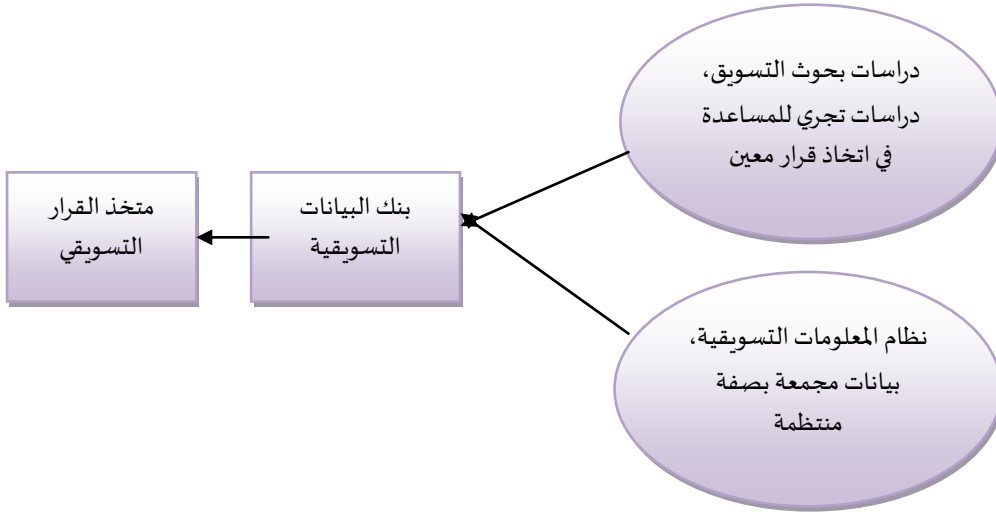 دراسات بحوث التسويق،
دراسات تجري للمساعدة
في اتخاذ قرار معين
بنك البيانات
التسويقية
متخذ القرار
التسويقي
نظام المعلومات التسويقية،
بيانات مجمعة بصفة
منتظمة